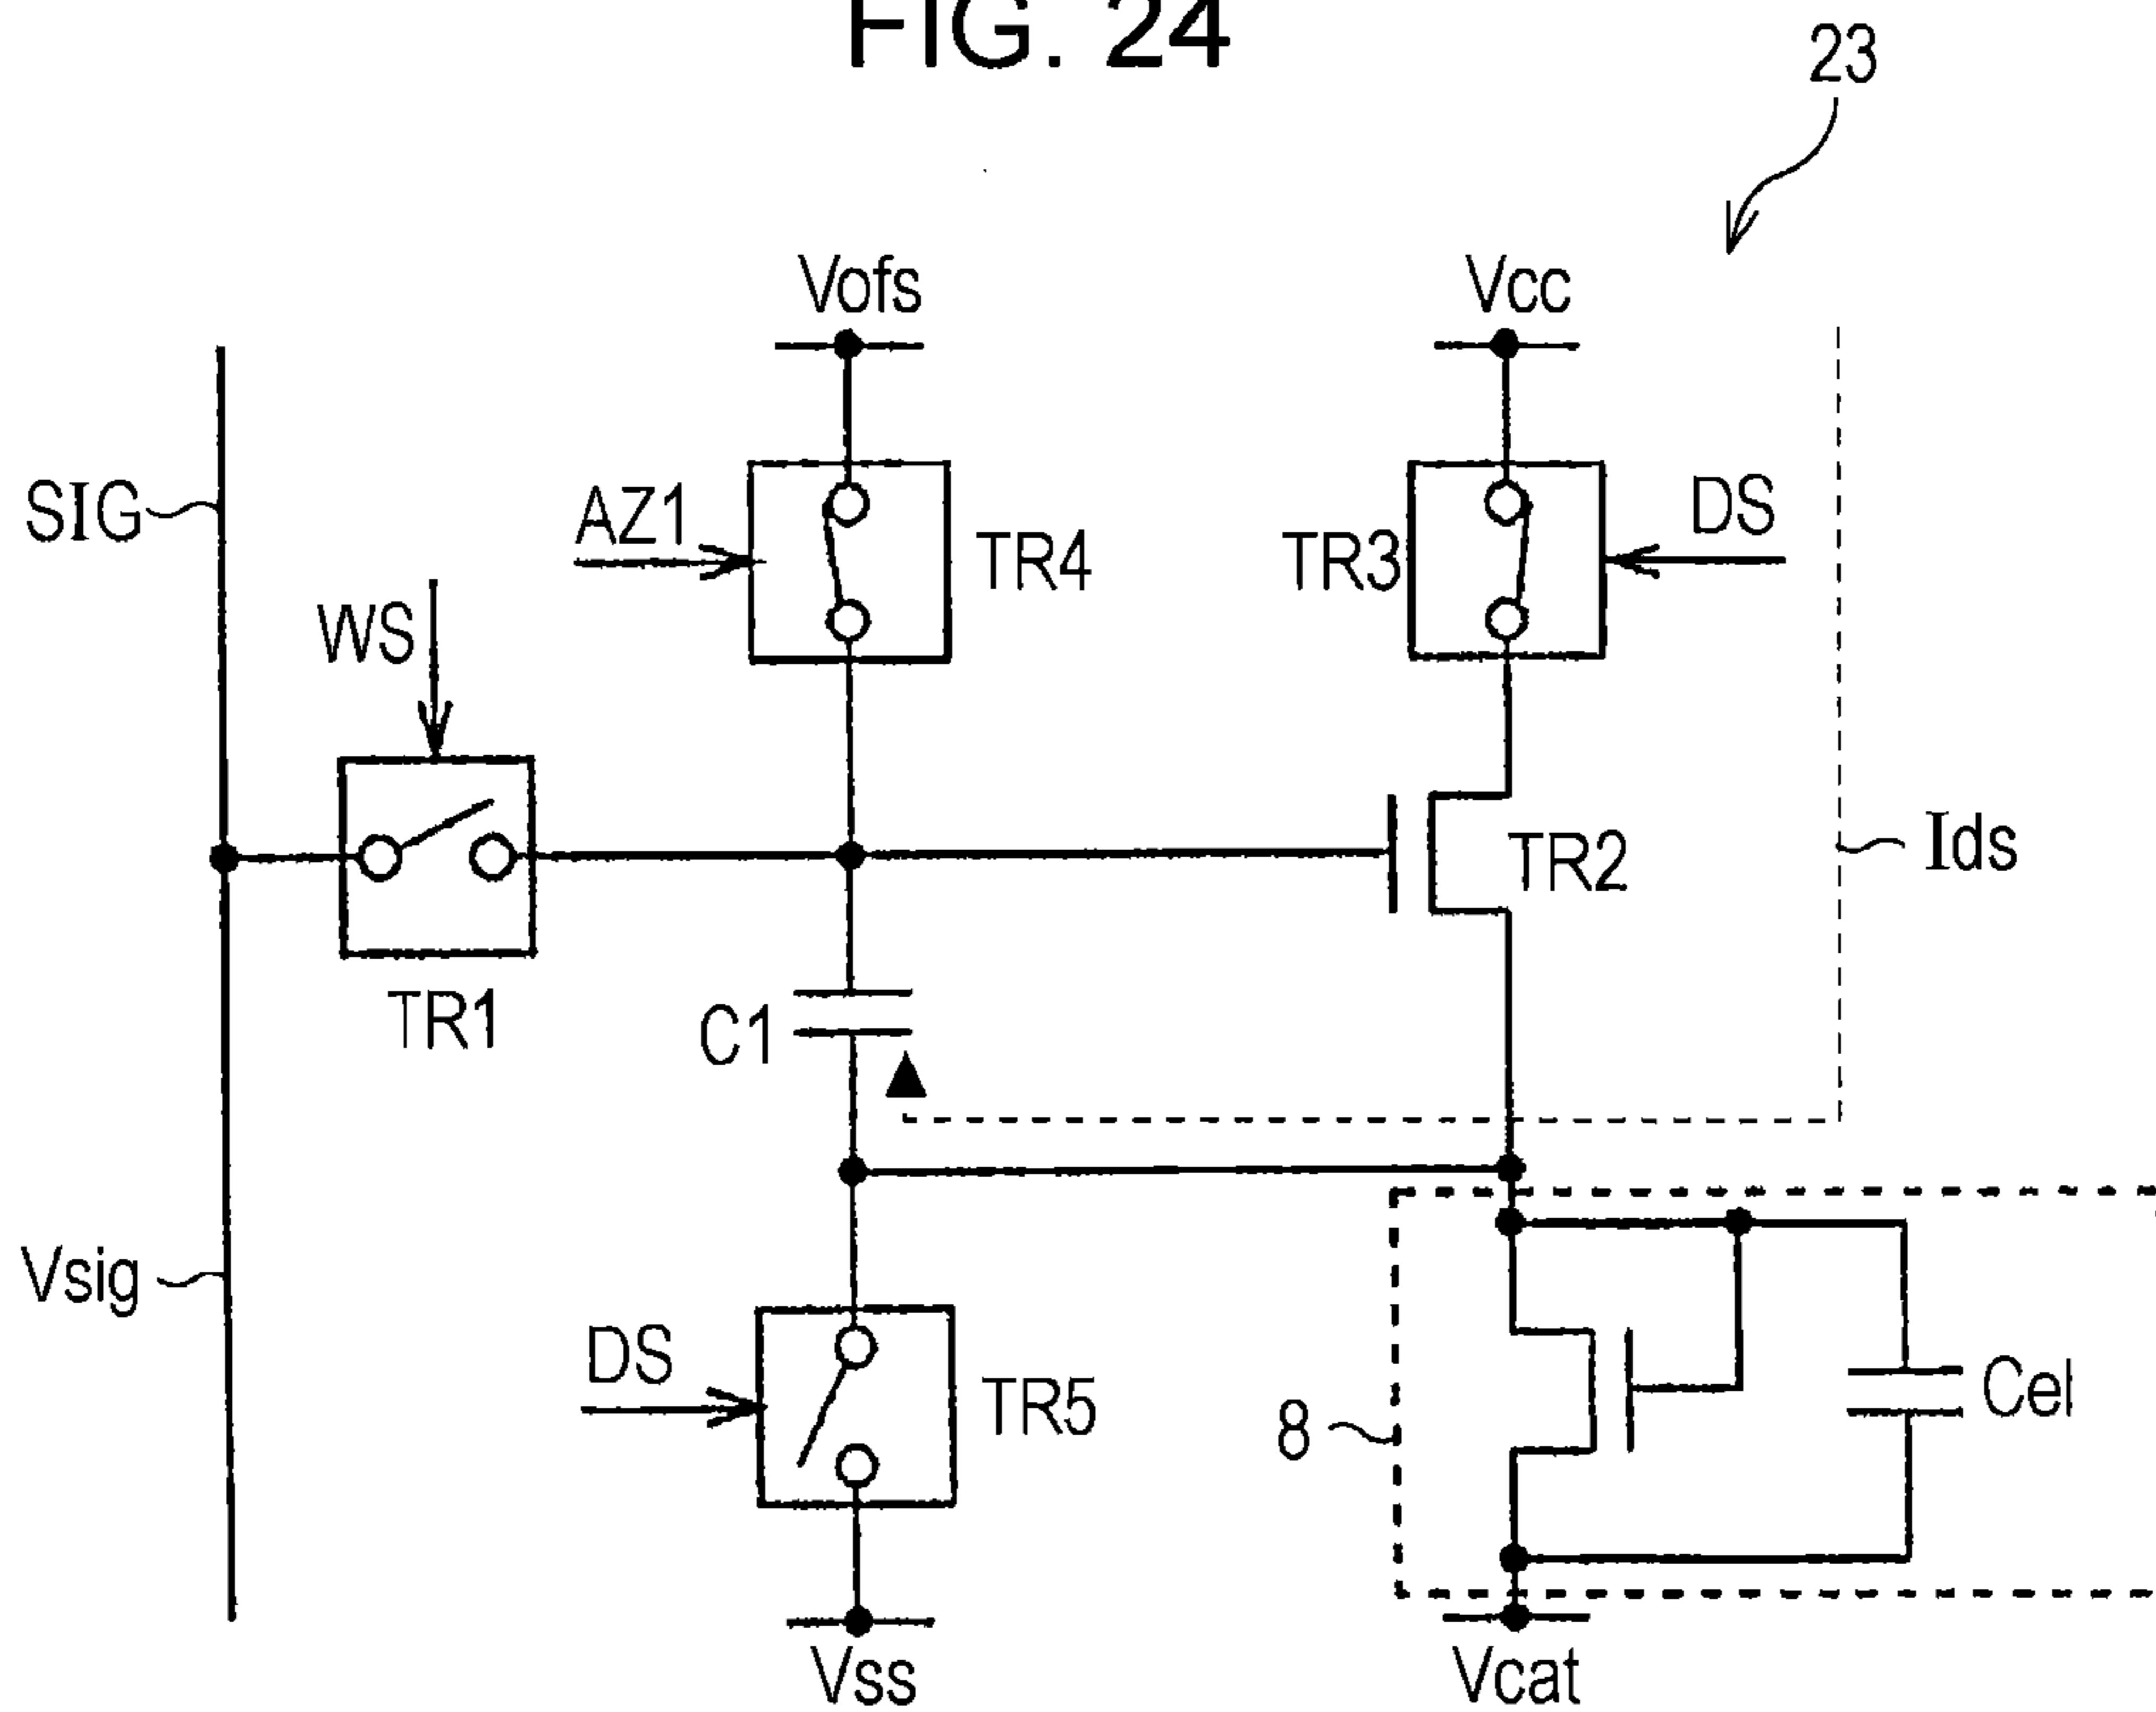 FIG. 24
23
Vofs
Vcc
SIG
AZ1
TR4
TR3
DS
WS
TR2
Ids
TR1
C1
Vsig
DS
TR5
8
Cel
Vss
Vcat